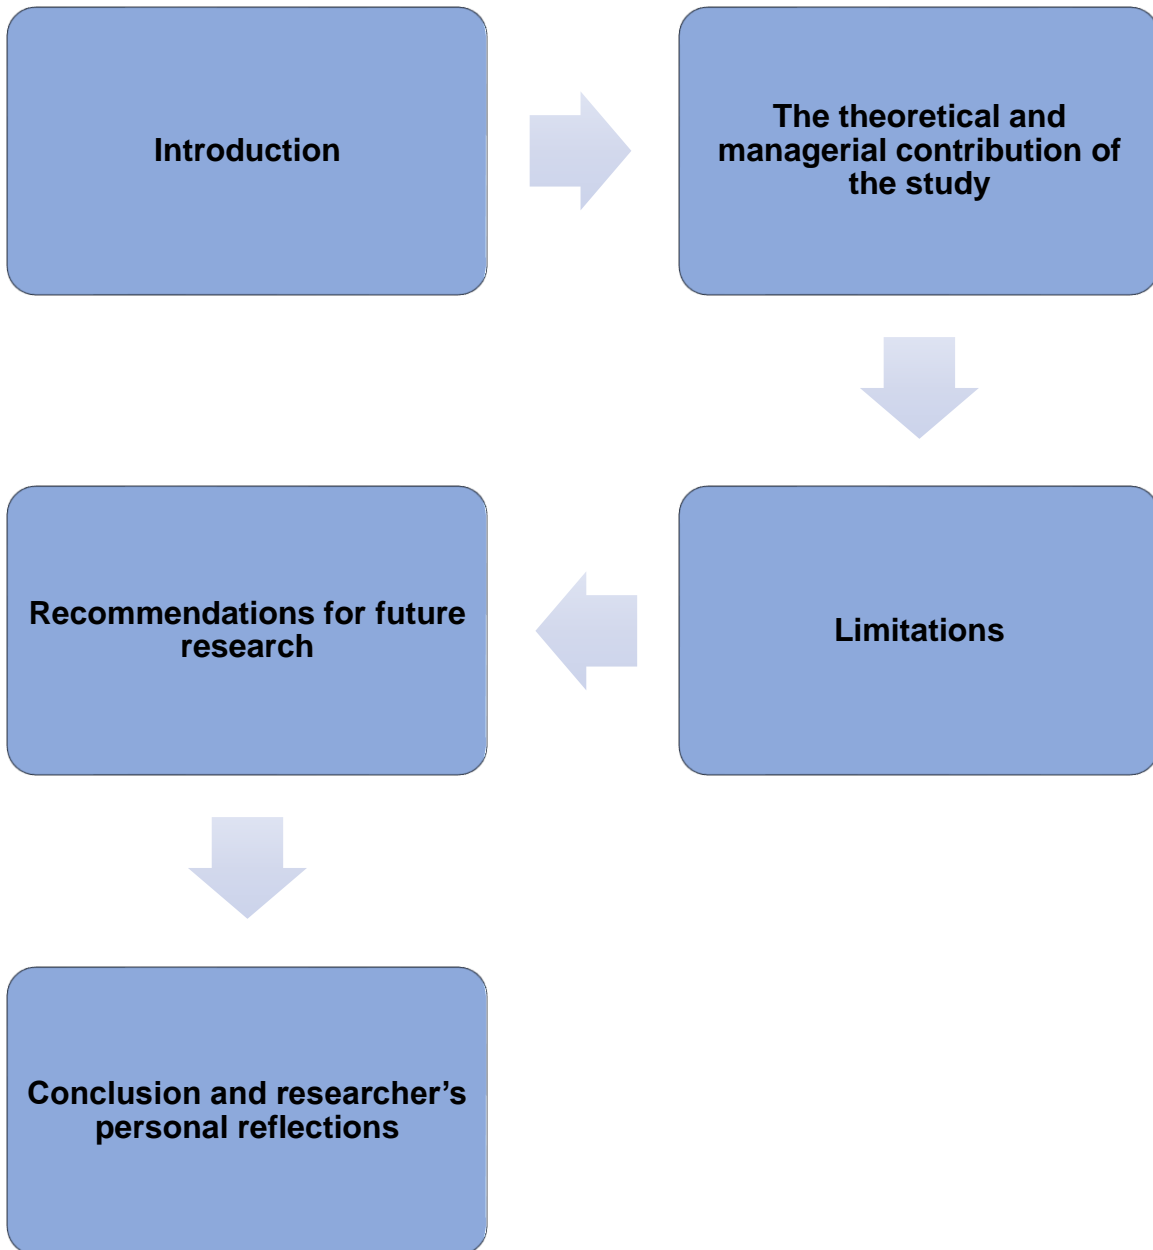 Introduction
The theoretical and
managerial contribution of
the study
Limitations
Recommendations for future
research
Conclusion and researcher’s
personal reflections